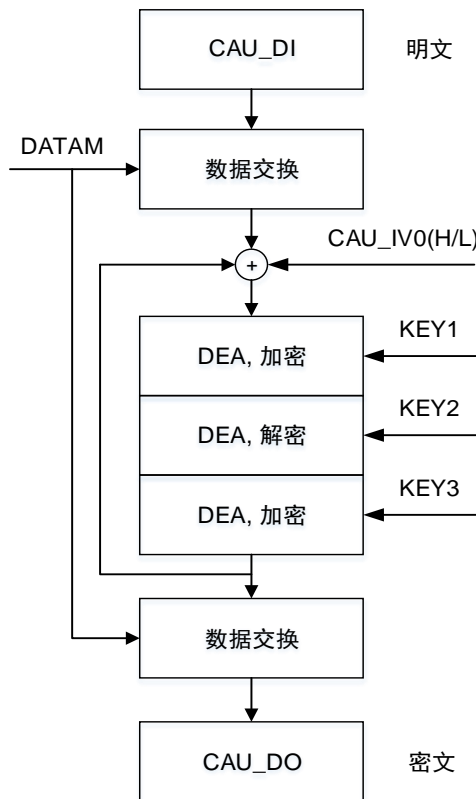 CAU_DI 明文
DATAM
数据交换
CAU_IV0(H/L)
+
KEY1
DEA, 加密
KEY2
DEA, 解密
KEY3
DEA, 加密
数据交换
CAU_DO 密文